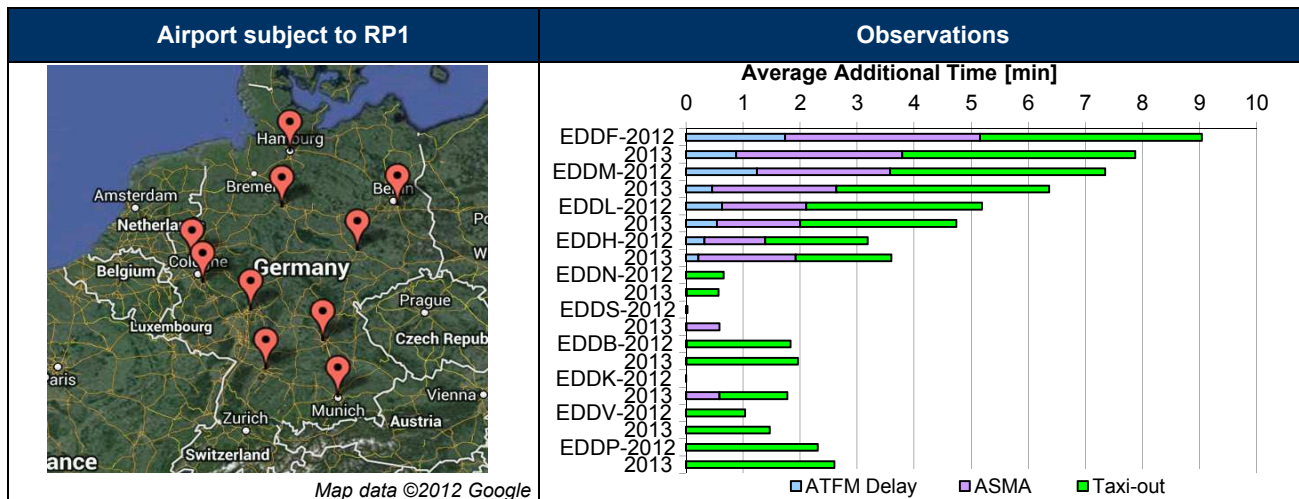 Airport subject to RP1
Observations
Hamburg
Bremen
Berlin
Amsterdam
Netherlands
Cologne
Belgium
Germany
Prague
Luxembourg
Czech Repub
Paris
Vienna
Munich
Zurich
Austria
Switzerland
ance
Map data ©2012 Google
Average Additional Time [min]
0 1 2 3 4 5 6 7 8 9 10
EDDF-2012
2013
EDDM-2012
2013
EDDL-2012
2013
EDDH-2012
2013
EDDN-2012
2013
EDDS-2012
2013
EDDB-2012
2013
EDDK-2012
2013
EDDV-2012
2013
EDDP-2012
2013
ATFM Delay ASMA Taxi-out